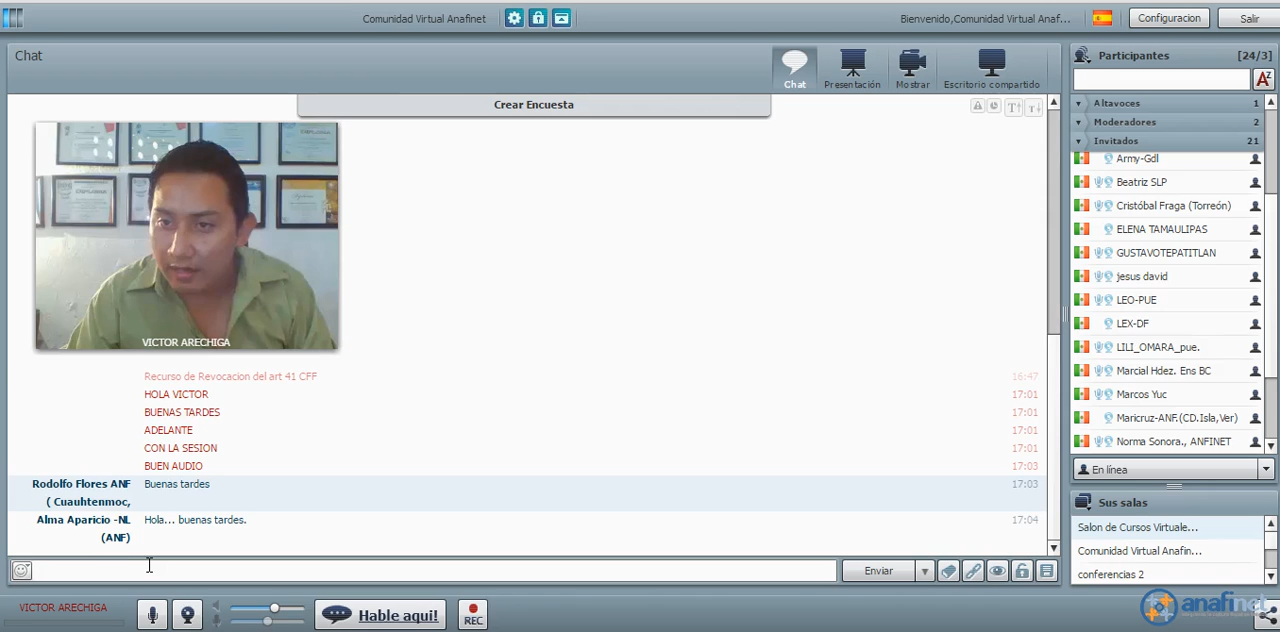 Comunidad Virtual Anafinet
Bienvenido,Comunidad Virtual Anaf...
Configuracion
Salir
Chat
Chat
Presentación
Mostrar
Escritorio compartido
Participantes [24/3]
AZ
Crear Encuesta
Altavoces 1
Moderadores 2
Invitados 21
Army-Gdl
Beatriz SLP
Cristóbal Fraga (Torreón)
ELENA TAMAULIPAS
GUSTAVOTEPATITLAN
jesus david
LEO-PUE
LEX-DF
LILI_OMARA_pue.
Marcial Hdez. Ens BC
Marcos Yuc
Maricruz-ANF.(CD.Isla,Ver)
Norma Sonora., ANFINET
En línea
Sus salas
Salon de Cursos Virtuale...
Comunidad Virtual Anafin...
conferencias 2
VICTOR ARECHIGA
Recurso de Revocacion del art 41 CFF 16:47
HOLA VICTOR 17:01
BUENAS TARDES 17:01
ADELANTE 17:01
CON LA SESION 17:01
BUEN AUDIO 17:03
Rodolfo Flores ANF Buenas tardes 17:03
( Cuauhtenmoc,
Alma Aparicio -NL Hola... buenas tardes. 17:04
(ANF)
Enviar
VICTOR ARECHIGA
Hable aqui!
REC
anafinet